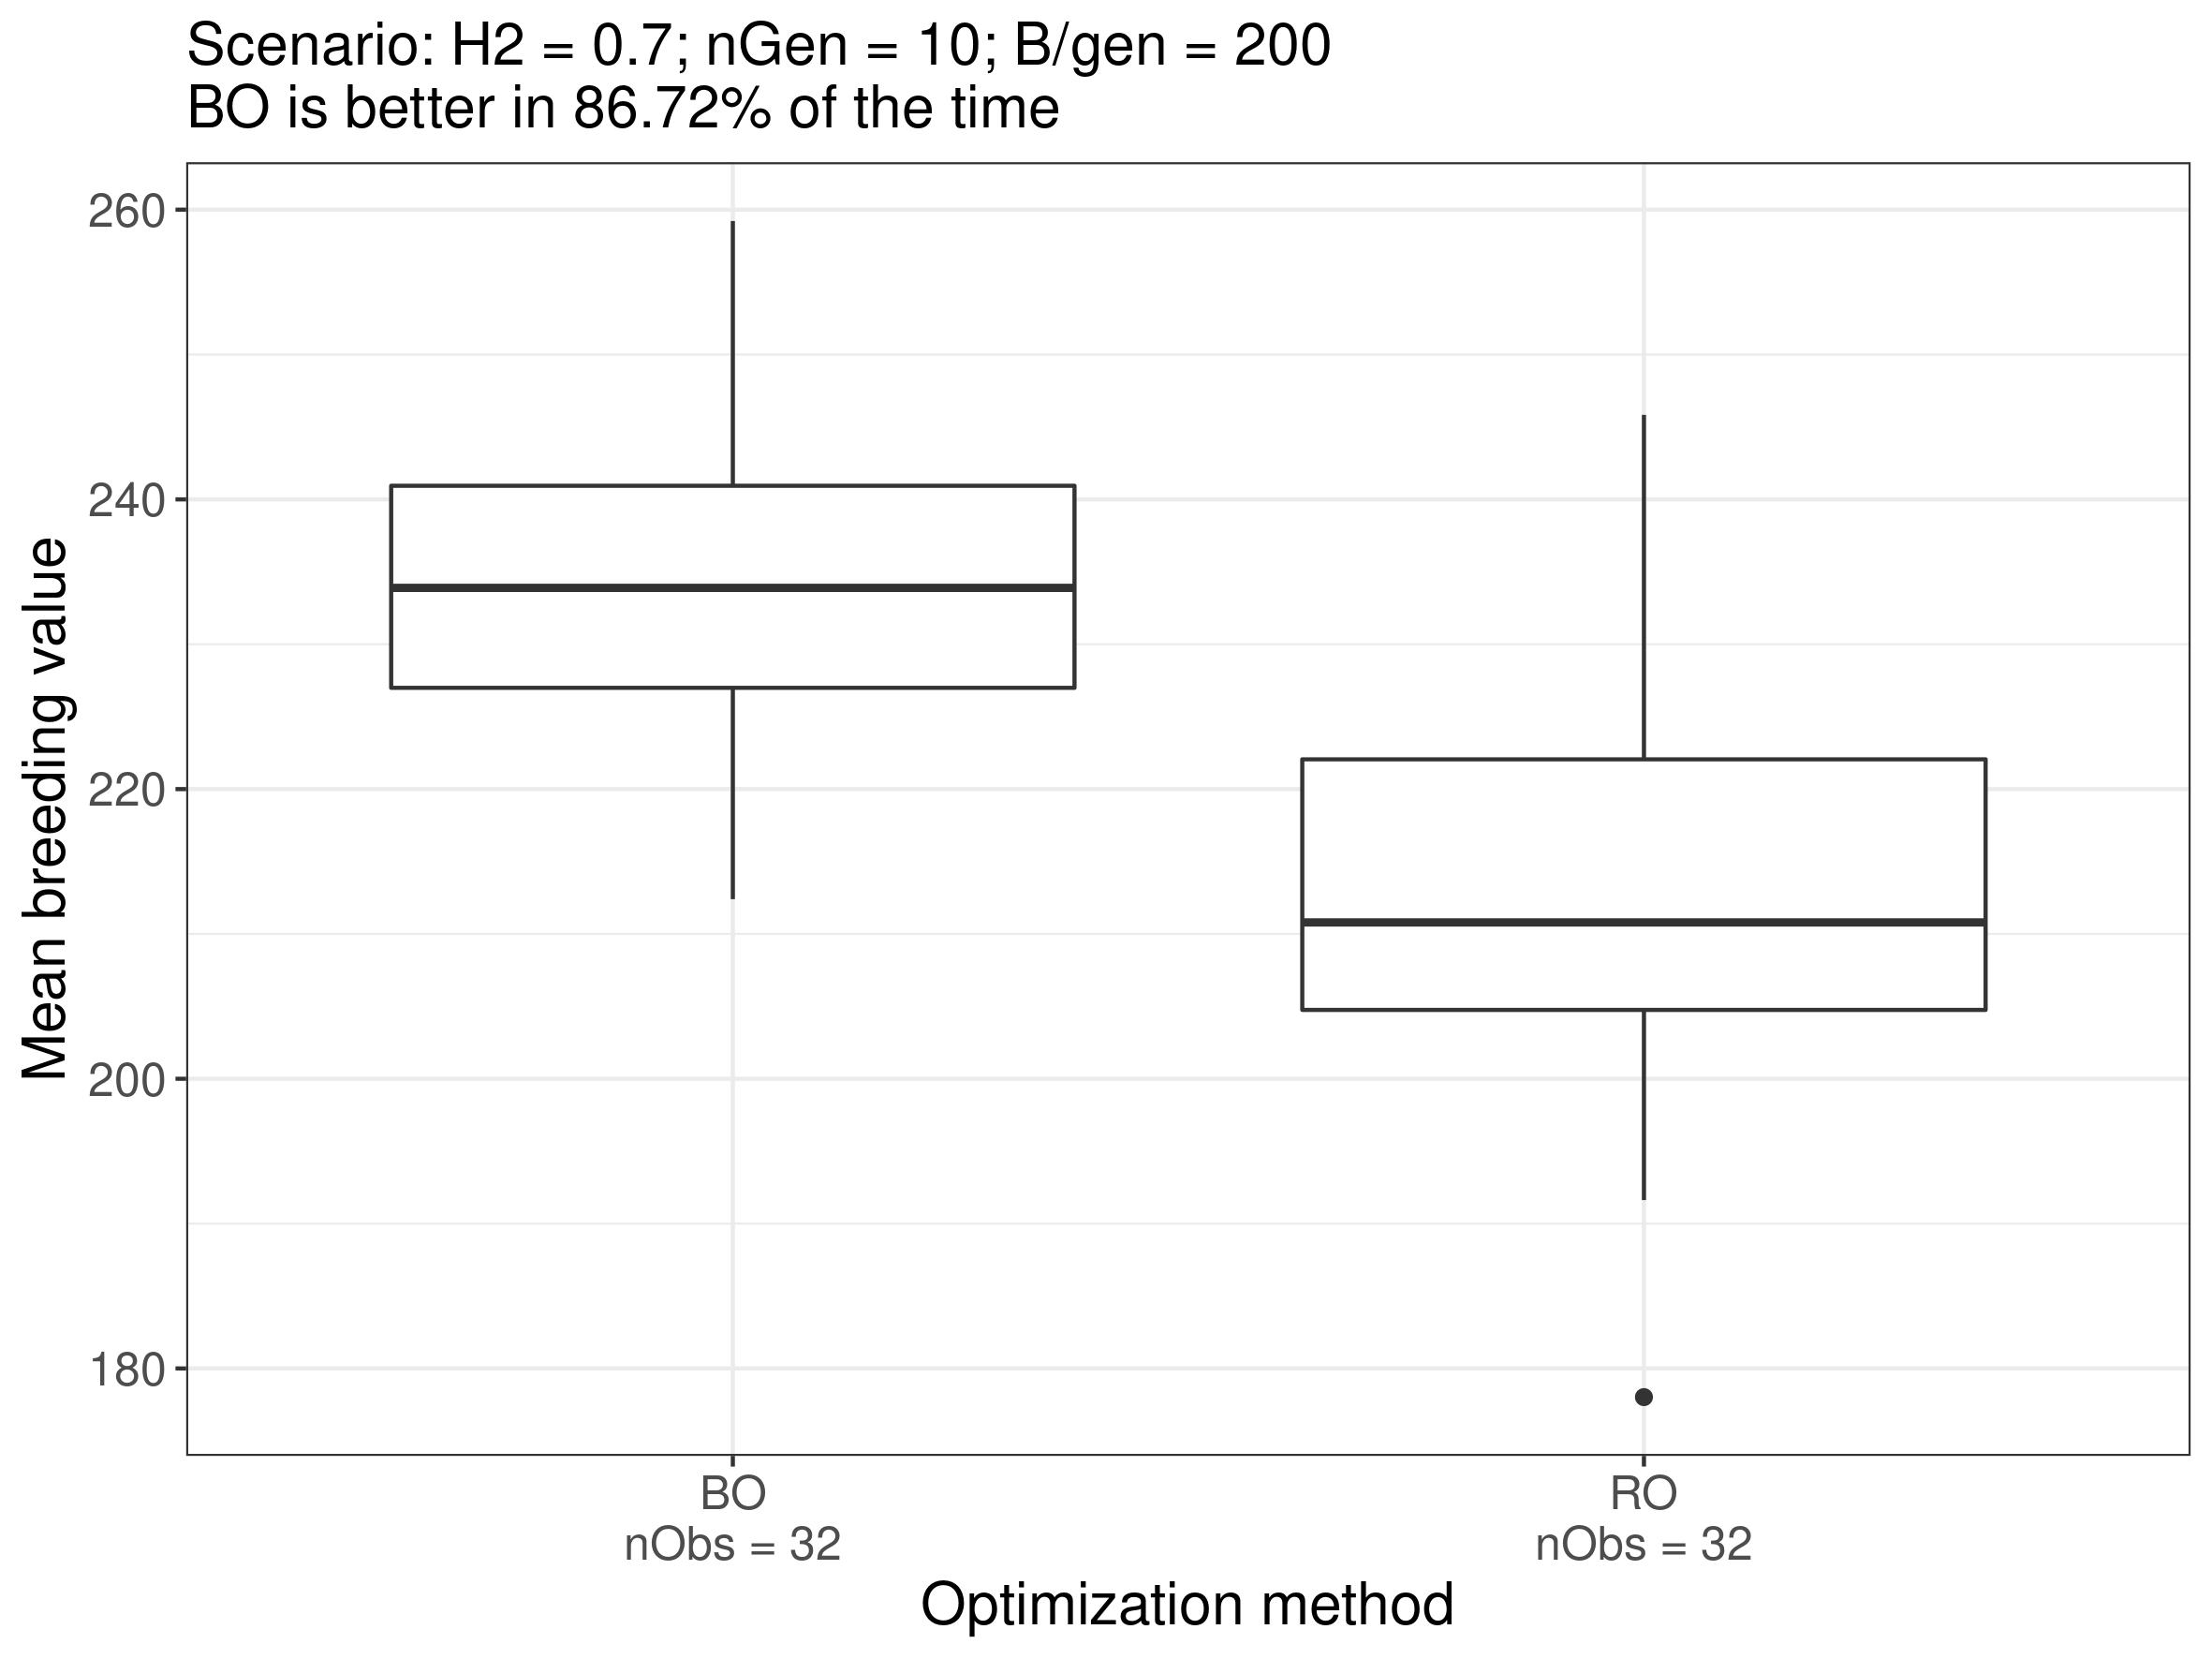 Scenario: H2 = 0.7; nGen = 10; B/gen = 200
BO is better in 86.72% of the time
Mean breeding value
260
240
220
200
180
BO
nObs = 32
RO
nObs = 32
Optimization method